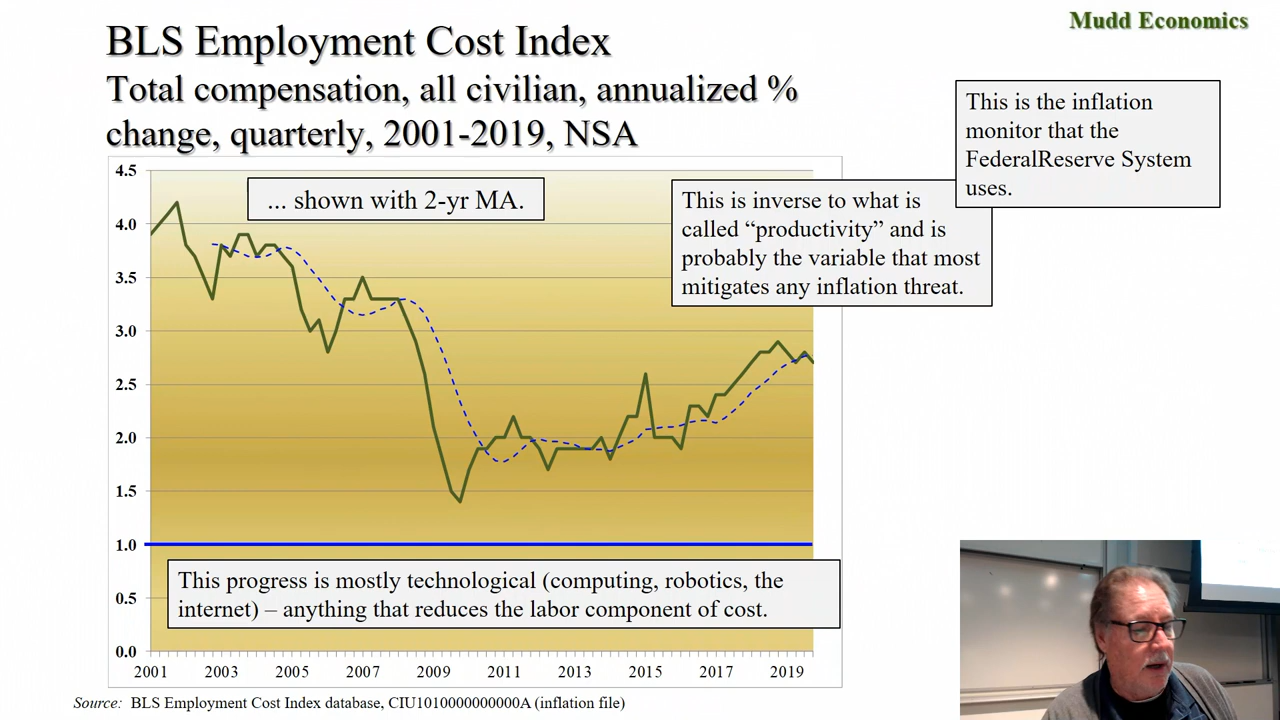 Mudd Economics
BLS Employment Cost Index
Total compensation, all civilian, annualized %
change, quarterly, 2001-2019, NSA
This is the inflation
monitor that the
FederalReserve System
uses.
... shown with 2-yr MA.
This is inverse to what is
called “productivity” and is
probably the variable that most
mitigates any inflation threat.
4.5
4.0
3.5
3.0
2.5
2.0
1.5
1.0
0.5
0.0
This progress is mostly technological (computing, robotics, the
internet) – anything that reduces the labor component of cost.
2001 2003 2005 2007 2009 2011 2013 2015 2017 2019
Source: BLS Employment Cost Index database, CIU1010000000000A (inflation file)